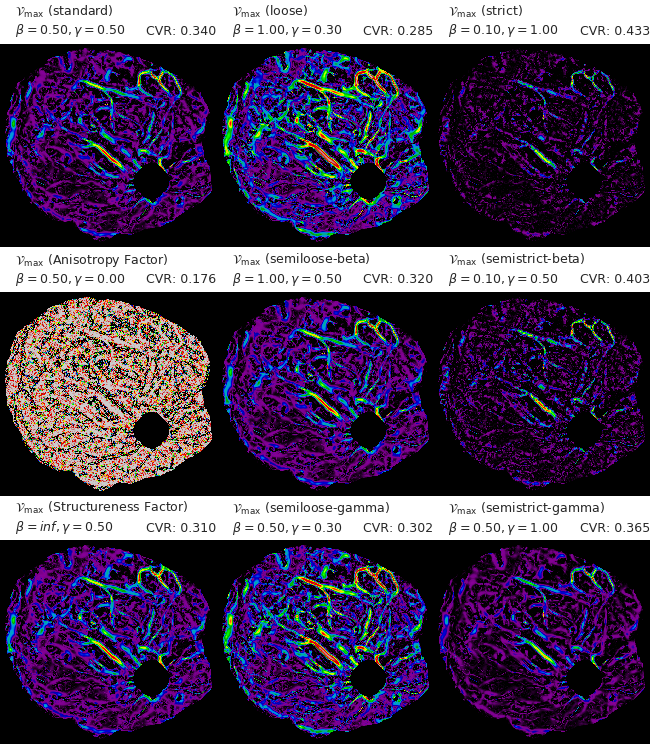 𝒱max (standard)
β = 0.50, γ = 0.50 CVR: 0.340
𝒱max (loose)
β = 1.00, γ = 0.30 CVR: 0.285
𝒱max (strict)
β = 0.10, γ = 1.00 CVR: 0.433
𝒱max (Anisotropy Factor)
β = 0.50, γ = 0.00 CVR: 0.176
𝒱max (semiloose-beta)
β = 1.00, γ = 0.50 CVR: 0.320
𝒱max (semistrict-beta)
β = 0.10, γ = 0.50 CVR: 0.403
𝒱max (Structureness Factor)
β = inf, γ = 0.50 CVR: 0.310
𝒱max (semiloose-gamma)
β = 0.50, γ = 0.30 CVR: 0.302
𝒱max (semistrict-gamma)
β = 0.50, γ = 1.00 CVR: 0.365